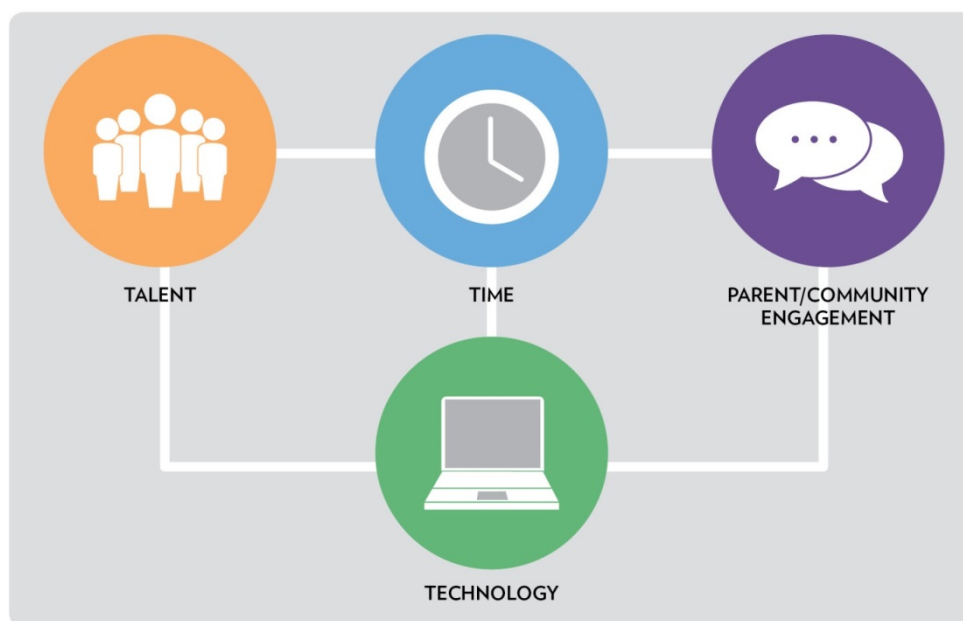 TALENT
TIME
PARENT/COMMUNITY
ENGAGEMENT
TECHNOLOGY